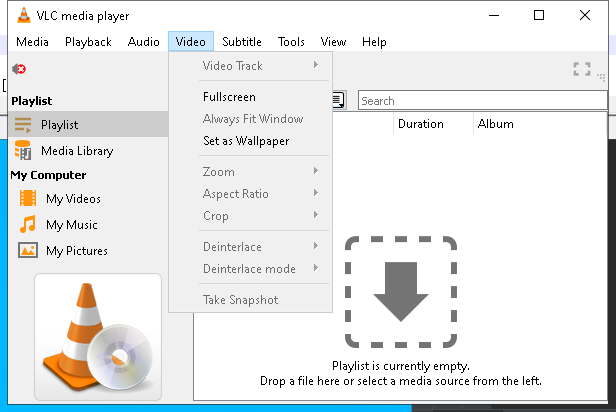 VLC media player
Media Playback Audio Video Subtitle Tools View Help
Playlist
Playlist
Media Library
My Computer
My Videos
My Music
My Pictures
Video Track
Fullscreen
Always Fit Window
Set as Wallpaper
Zoom
Aspect Ratio
Crop
Deinterlace
Deinterlace mode
Take Snapshot
Search
Duration Album
Playlist is currently empty.
Drop a file here or select a media source from the left.